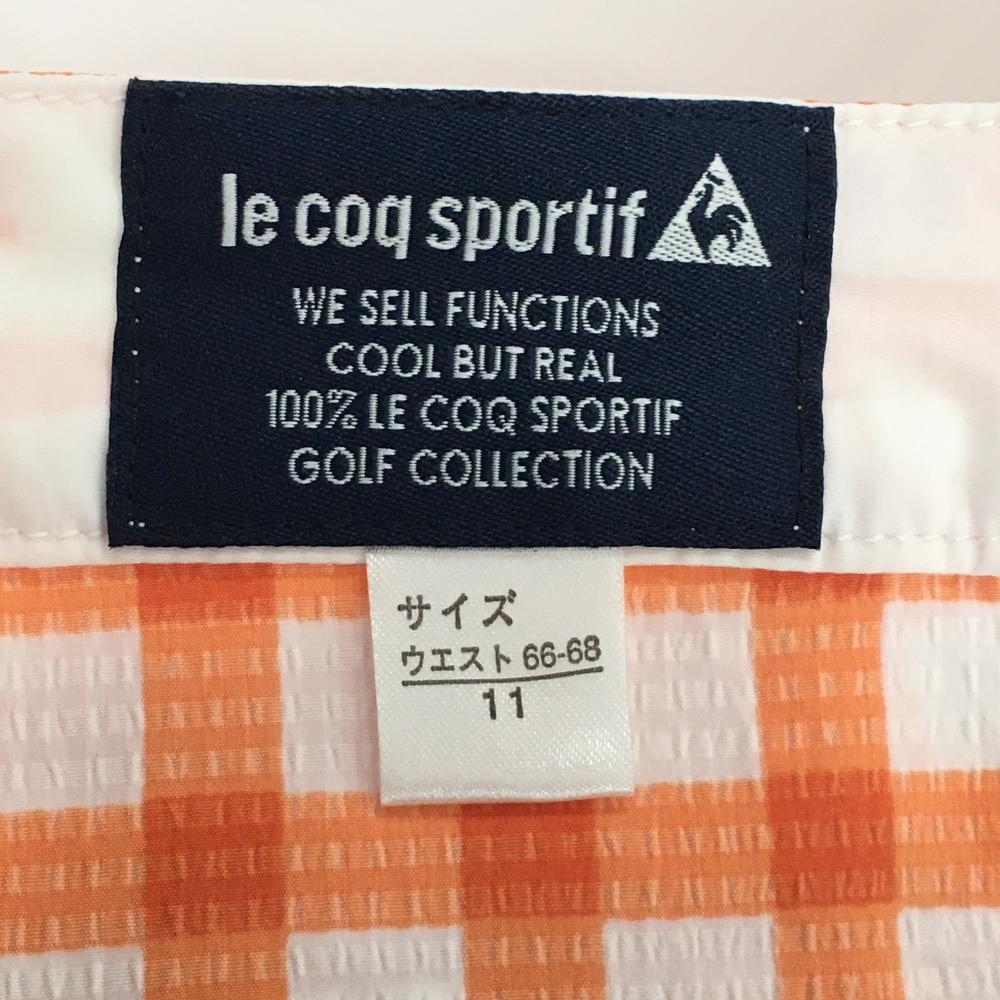 le coq sportif
WE SELL FUNCTIONS
COOL BUT REAL
100% LE COQ SPORTIF
GOLF COLLECTION
サイズ
ウエスト 66-68
11